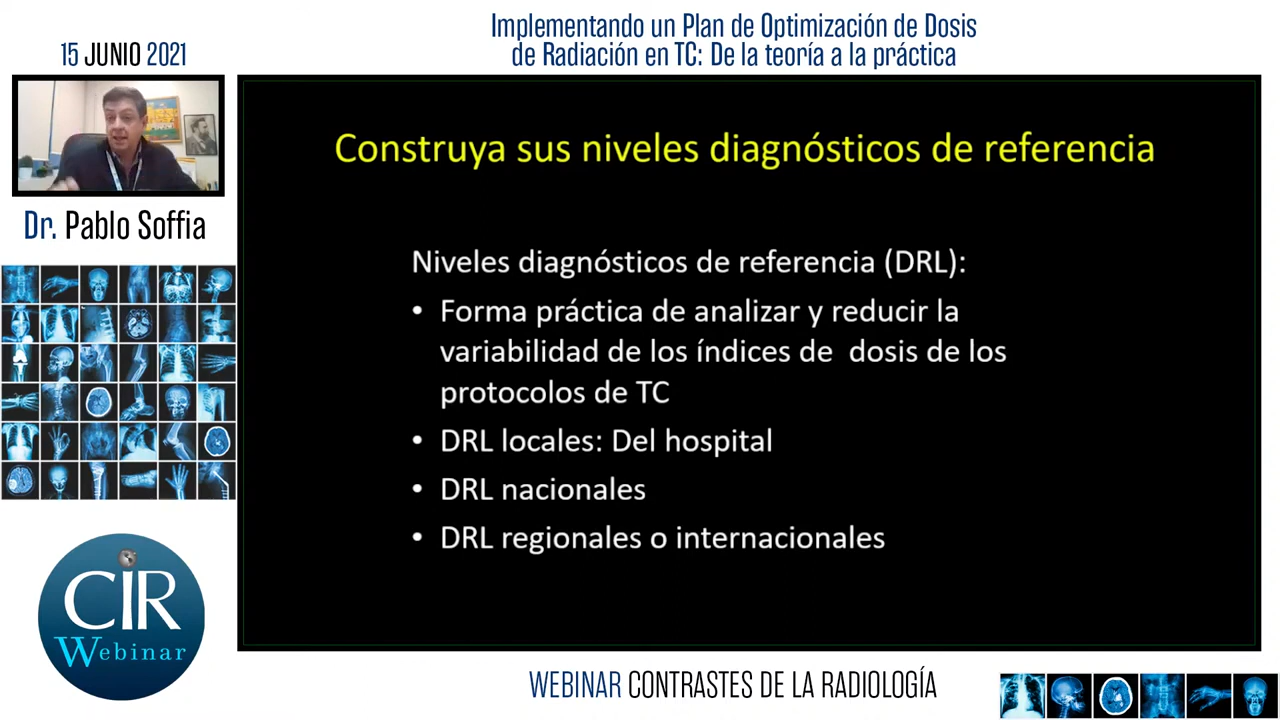 Implementando un Plan de Optimización de Dosis
de Radiación en TC: De la teoría a la práctica
15 JUNIO 2021
Dr. Pablo Soffia
Construya sus niveles diagnósticos de referencia
Niveles diagnósticos de referencia (DRL):
• Forma práctica de analizar y reducir la
variabilidad de los índices de dosis de los
protocolos de TC
• DRL locales: Del hospital
• DRL nacionales
• DRL regionales o internacionales
CIR
Webinar
WEBINAR CONTRASTES DE LA RADIOLOGÍA